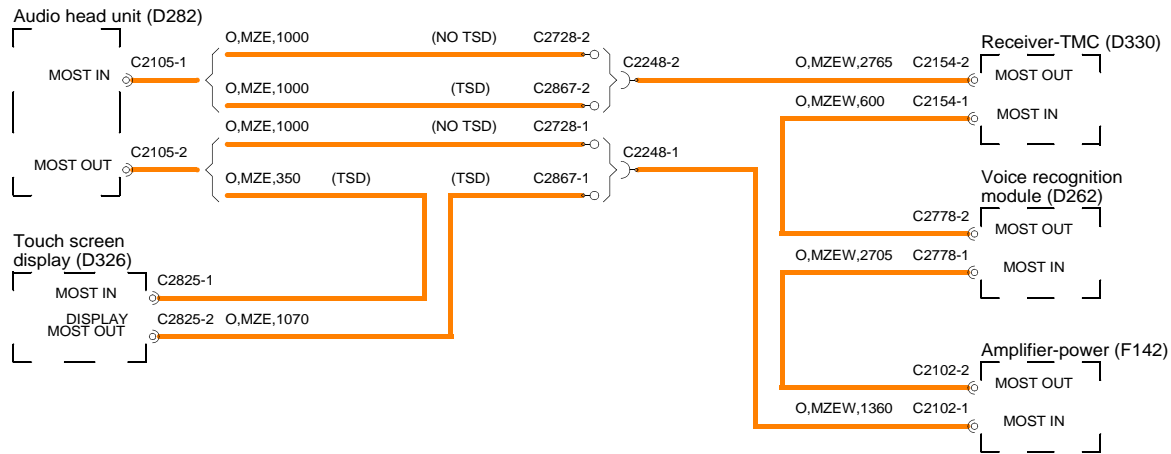 Audio head unit (D282)
MOST IN
C2105-1
O,MZE,1000 (NO TSD) C2728-2
O,MZE,1000 (TSD) C2867-2
C2248-2
MOST OUT
C2105-2
O,MZE,1000 (NO TSD) C2728-1
O,MZE,350 (TSD) (TSD) C2867-1
C2248-1
Touch screen
display (D326)
MOST IN
C2825-1
DISPLAY
MOST OUT
C2825-2 O,MZE,1070
Receiver-TMC (D330)
O,MZEW,2765 C2154-2
MOST OUT
O,MZEW,600 C2154-1
MOST IN
Voice recognition
module (D262)
C2778-2
MOST OUT
O,MZEW,2705 C2778-1
MOST IN
Amplifier-power (F142)
C2102-2
MOST OUT
O,MZEW,1360 C2102-1
MOST IN